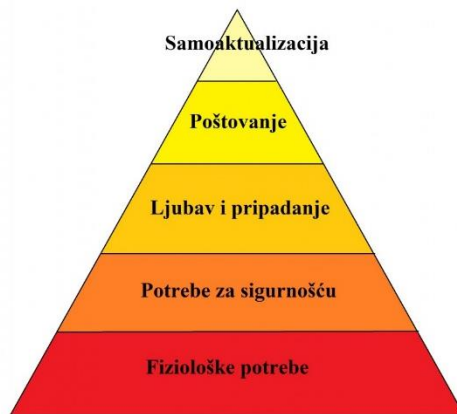 Samoaktualizacija
Poštovanje
Ljubav i pripadanje
Potrebe za sigurnošću
Fiziološke potrebe